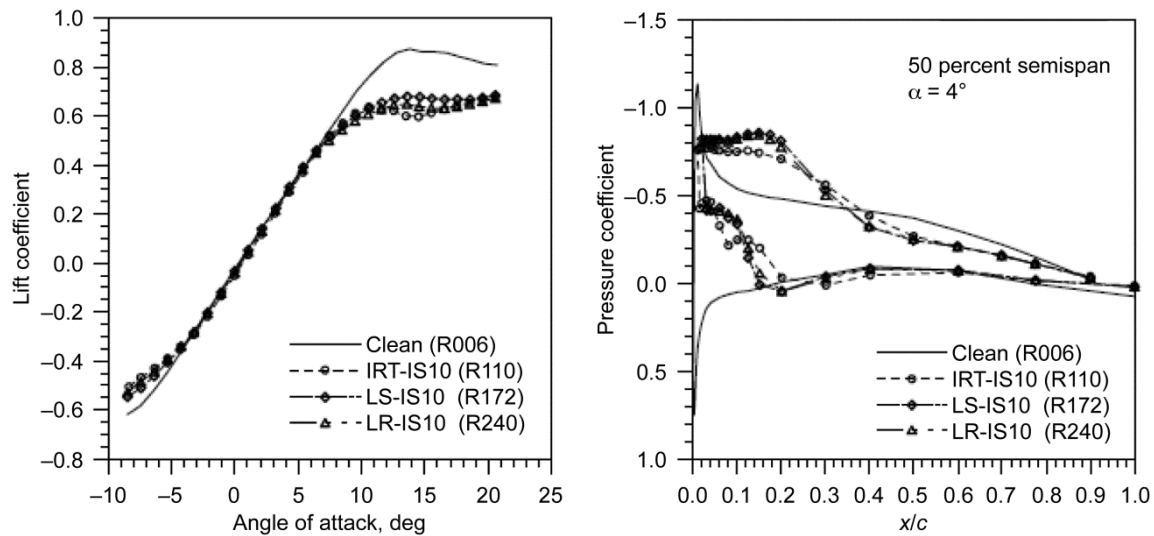 1.0
0.8
0.6
0.4
0.2
0.0
–0.2
–0.4
–0.6
–0.8
Lift coefficient
–10 –5 0 5 10 15 20 25
Angle of attack, deg
Clean (R006)
IRT-IS10 (R110)
LS-IS10 (R172)
LR-IS10 (R240)
–1.5
–1.0
–0.5
0.0
0.5
1.0
Pressure coefficient
50 percent semispan
α = 4°
Clean (R006)
IRT-IS10 (R110)
LS-IS10 (R172)
LR-IS10 (R240)
0.0 0.1 0.2 0.3 0.4 0.5 0.6 0.7 0.8 0.9 1.0
x/c